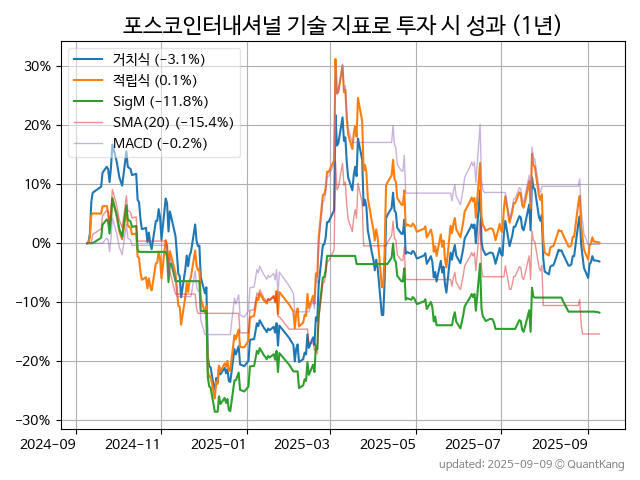 포스코인터내셔널 기술 지표로 투자 시 성과 (1년)
거치식 (−3.1%)
적립식 (0.1%)
SigM (−11.8%)
SMA(20) (−15.4%)
MACD (−0.2%)
30%
20%
10%
0%
−10%
−20%
−30%
2024-09 2024-11 2025-01 2025-03 2025-05 2025-07 2025-09
updated: 2025-09-09 © QuantKang